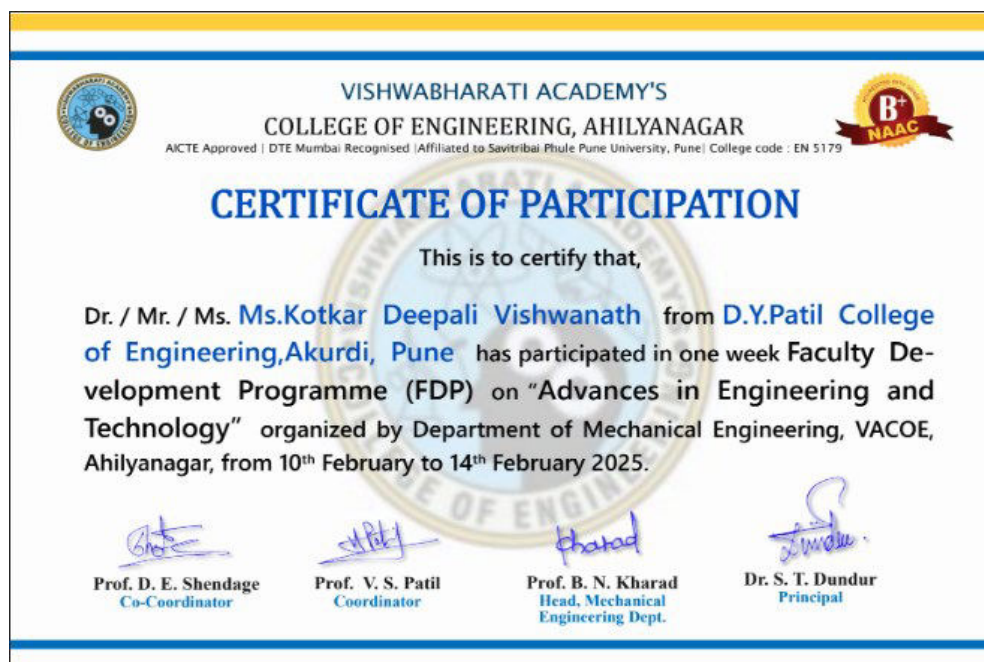 VISHWABHARATI ACADEMY'S
COLLEGE OF ENGINEERING, AHILYANAGAR
AICTE Approved | DTE Mumbai Recognised |Affiliated to Savitribai Phule Pune University, Pune| College code : EN 5179
B+
NAAC
CERTIFICATE OF PARTICIPATION
This is to certify that,
Dr. / Mr. / Ms. Ms.Kotkar Deepali Vishwanath from D.Y.Patil College
of Engineering,Akurdi, Pune has participated in one week Faculty De-
velopment Programme (FDP) on "Advances in Engineering and
Technology" organized by Department of Mechanical Engineering, VACOE,
Ahilyanagar, from 10th February to 14th February 2025.
Prof. D. E. Shendage
Co-Coordinator
Prof. V. S. Patil
Coordinator
Prof. B. N. Kharad
Head, Mechanical
Engineering Dept.
Dr. S. T. Dundur
Principal